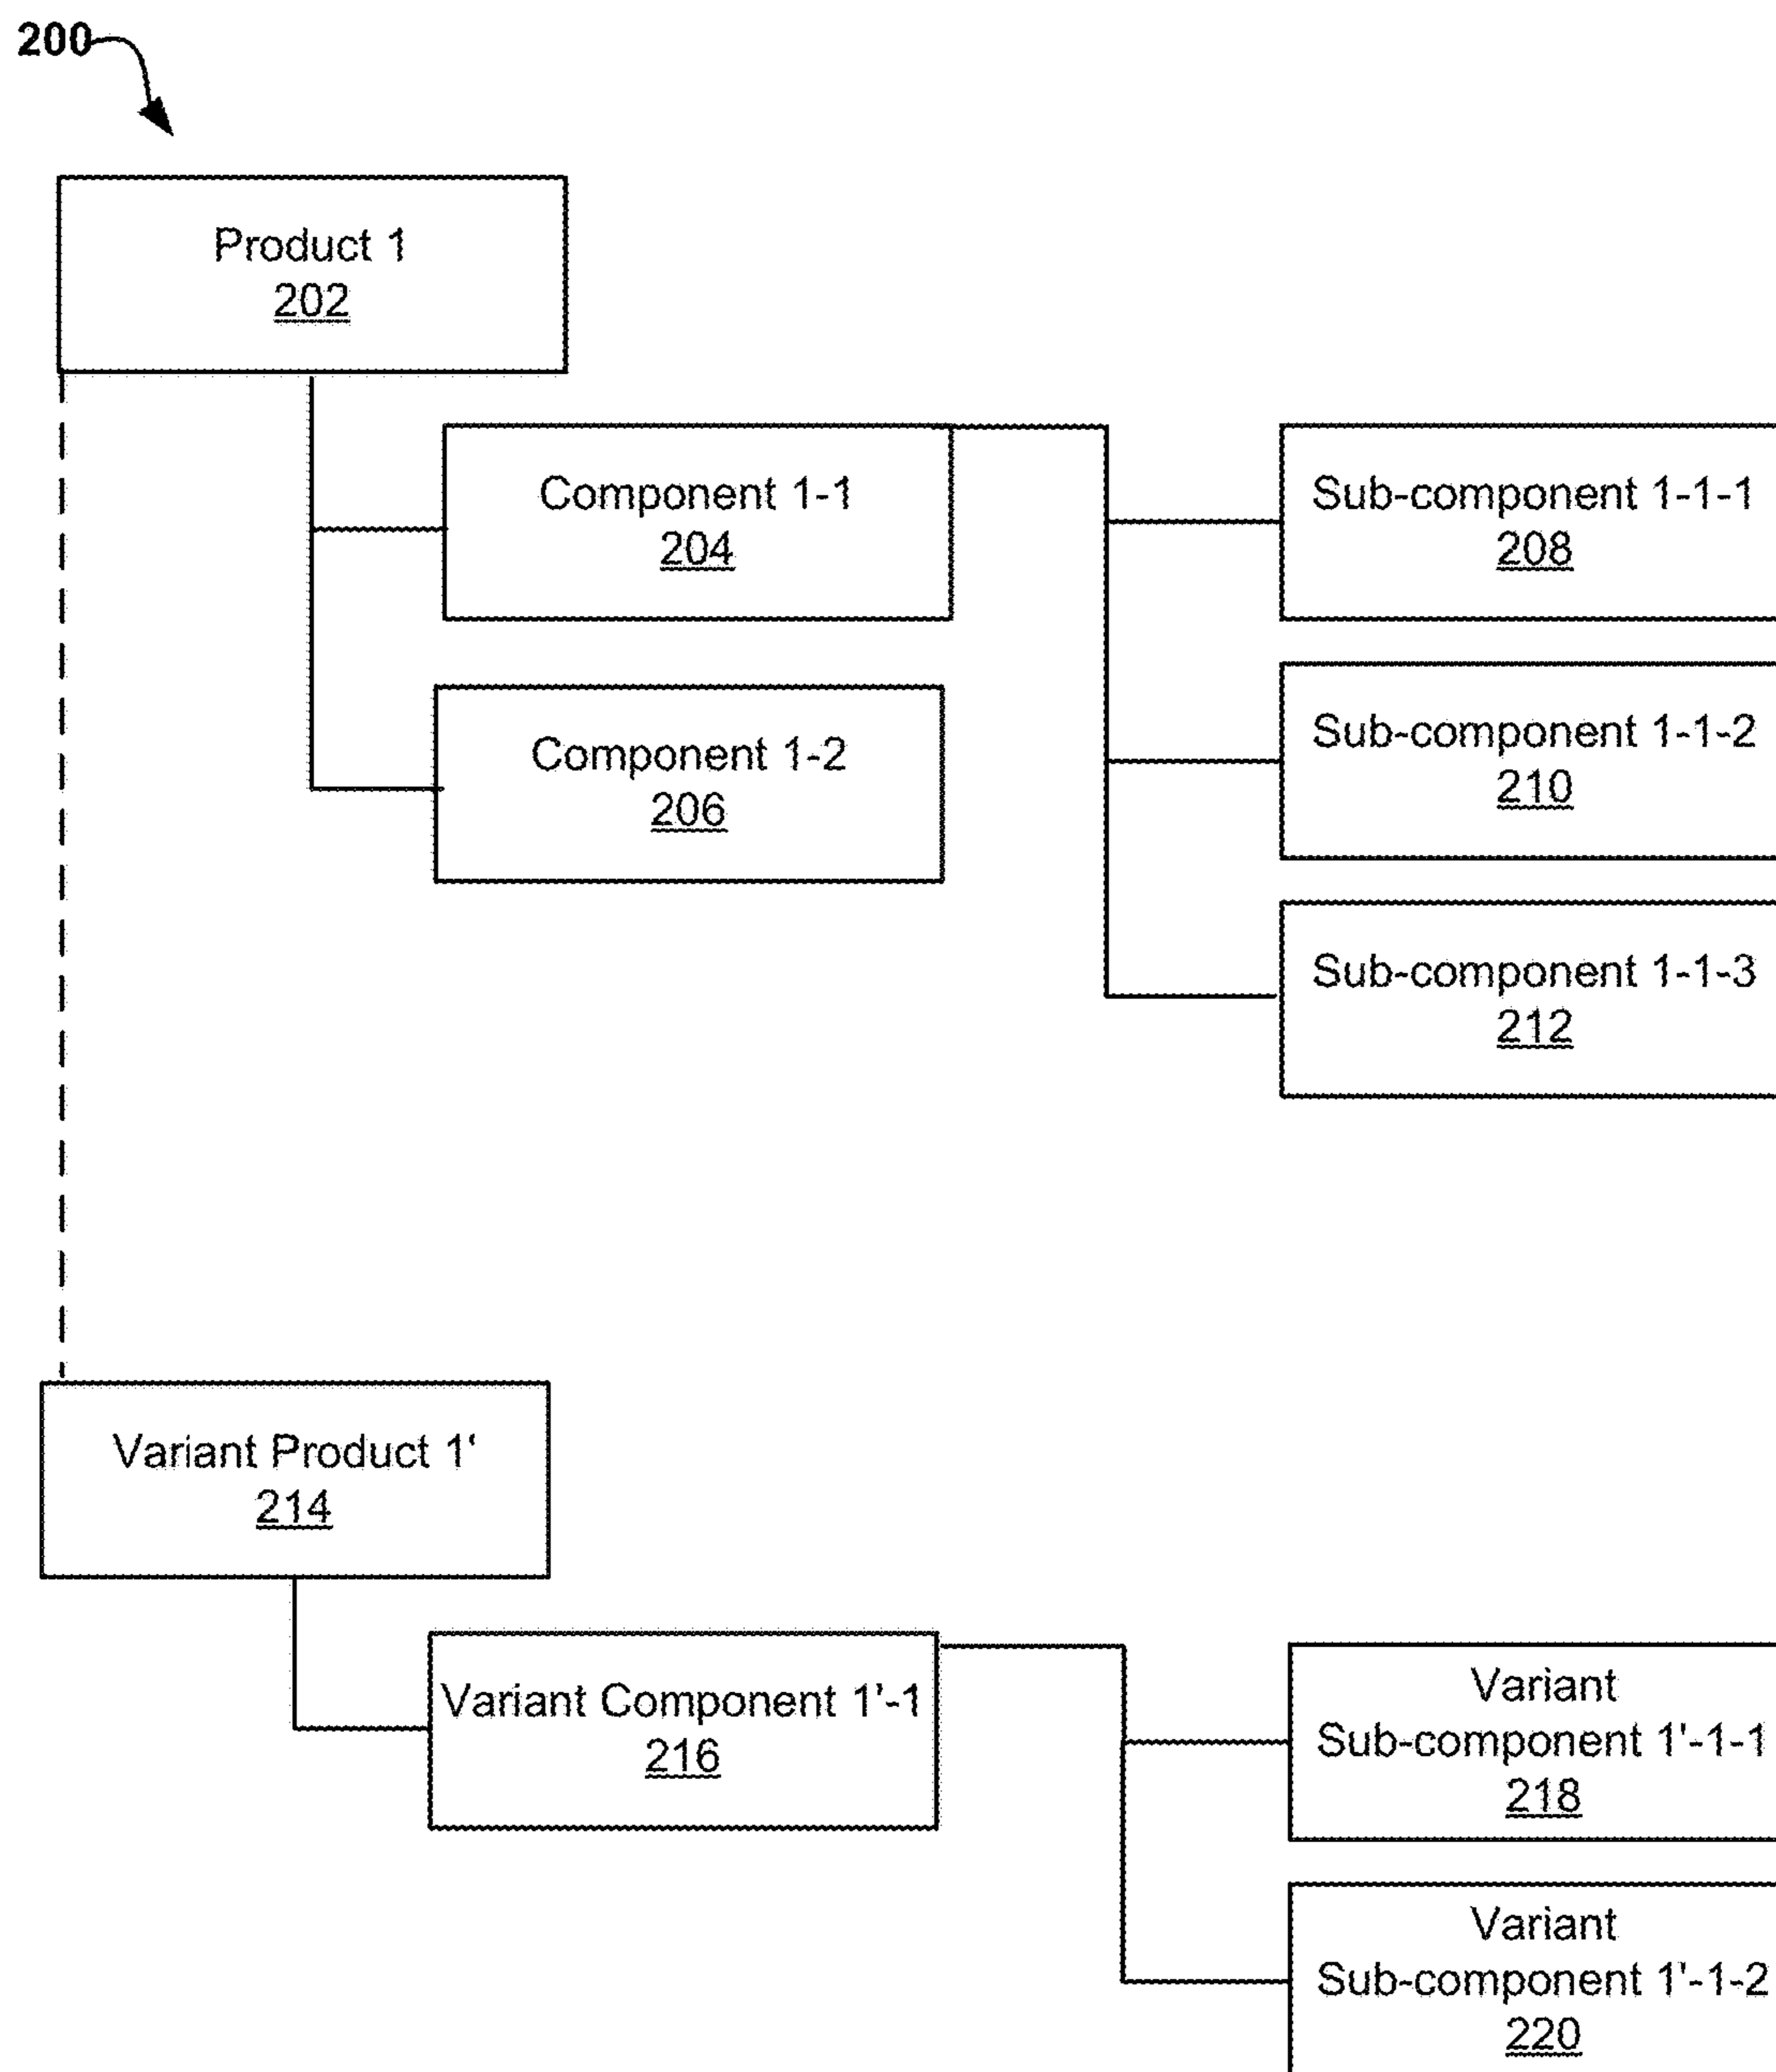 200
Product 1
202
Component 1-1
204
Sub-component 1-1-1
208
Component 1-2
206
Sub-component 1-1-2
210
Sub-component 1-1-3
212
Variant Product 1'
214
Variant Component 1'-1
216
Variant
Sub-component 1'-1-1
218
Variant
Sub-component 1'-1-2
220